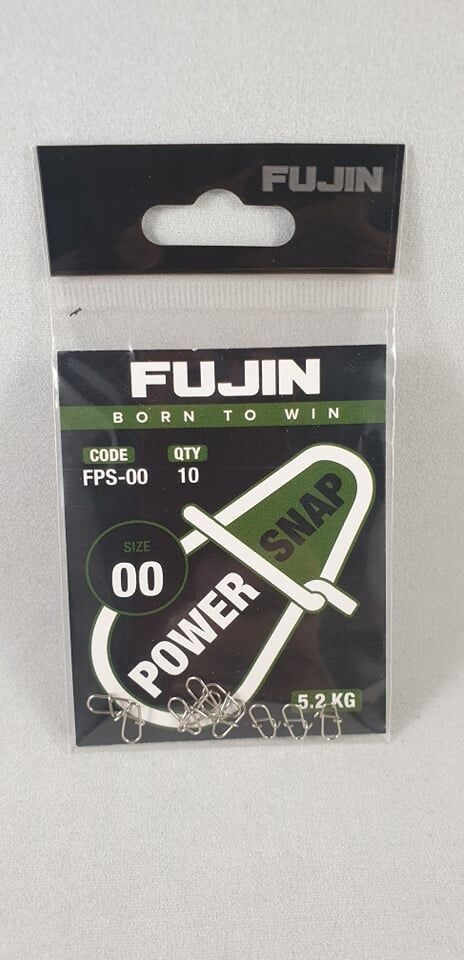 FUJIN
FUJIN
BORN TO WIN
CODE QTY
FPS-00 10
SIZE
00
POWER SNAP
5.2 KG